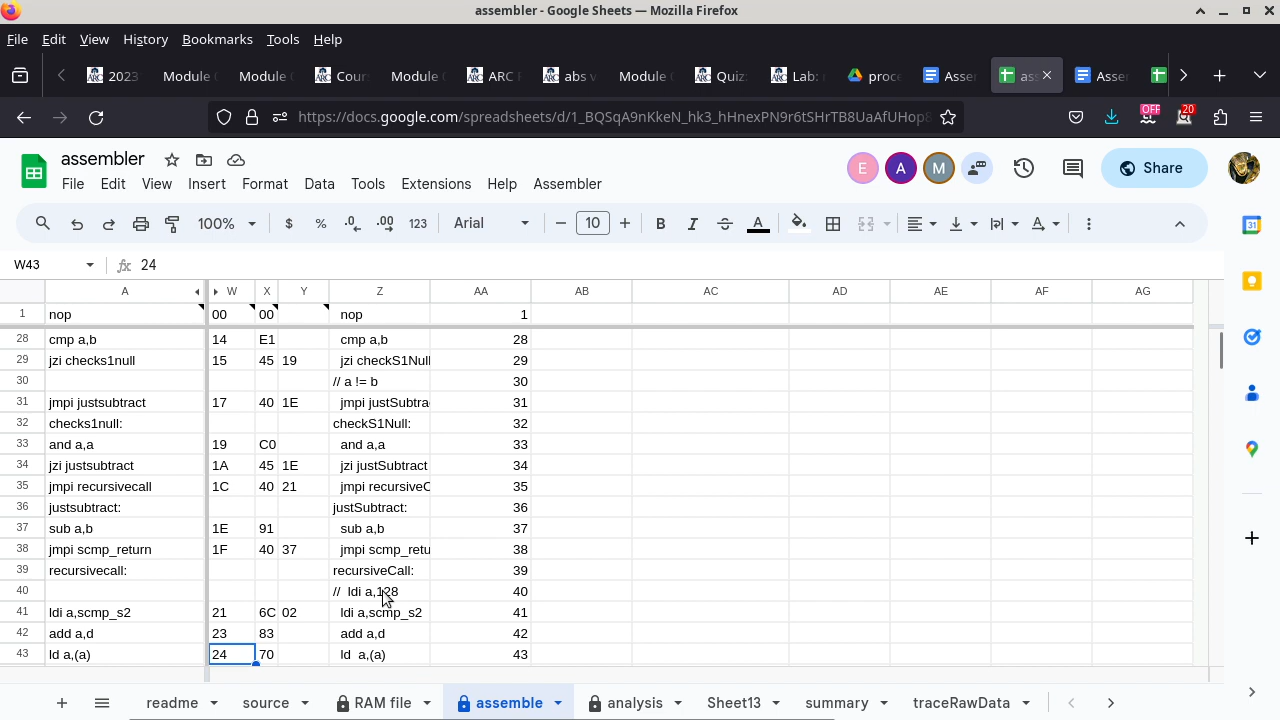 assembler - Google Sheets — Mozilla Firefox
File Edit View History Bookmarks Tools Help
2023 Module Module Cour Module ARC abs v Module Quiz: Lab: proc Asser as Asse
https://docs.google.com/spreadsheets/d/1_BQSqA9nKkeN_hk3_hHnexPN9r6tSHrTB8UaAfUHop8 OFF 20
assembler
E A M Share
File Edit View Insert Format Data Tools Extensions Help Assembler
100% $ % .0 .00 123 Arial 10 B I S A A
W43 fx 24
A W X Y Z AA AB AC AD AE AF AG
1 nop 00 00 nop 1
28 cmp a,b 14 E1 cmp a,b 28
29 jzi checks1null 15 45 19 jzi checkS1Null 29
30 // a != b 30
31 jmpi justsubtract 17 40 1E jmpi justSubtra 31
32 checks1null: checkS1Null: 32
33 and a,a 19 C0 and a,a 33
34 jzi justsubtract 1A 45 1E jzi justSubtract 34
35 jmpi recursivecall 1C 40 21 jmpi recursiveC 35
36 justsubtract: justSubtract: 36
37 sub a,b 1E 91 sub a,b 37
38 jmpi scmp_return 1F 40 37 jmpi scmp_retu 38
39 recursivecall: recursiveCall: 39
40 // ldi a,128 40
41 ldi a,scmp_s2 21 6C 02 ldi a,scmp_s2 41
42 add a,d 23 83 add a,d 42
43 ld a,(a) 24 70 ld a,(a) 43
readme source RAM file assemble analysis Sheet13 summary traceRawData